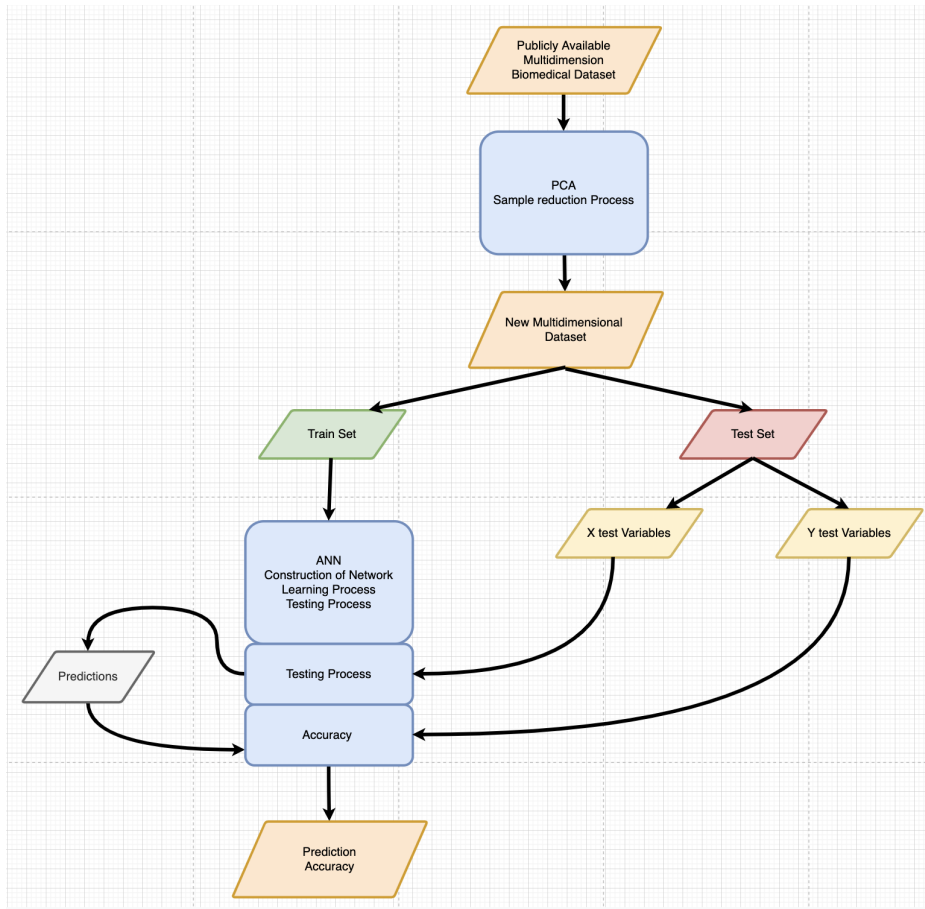 Publicly Available
Multidimension
Biomedical Dataset
PCA
Sample reduction Process
New Multidimensional
Dataset
Train Set
Test Set
X test Variables
Y test Variables
ANN
Construction of Network
Learning Process
Testing Process
Testing Process
Predictions
Accuracy
Prediction
Accuracy